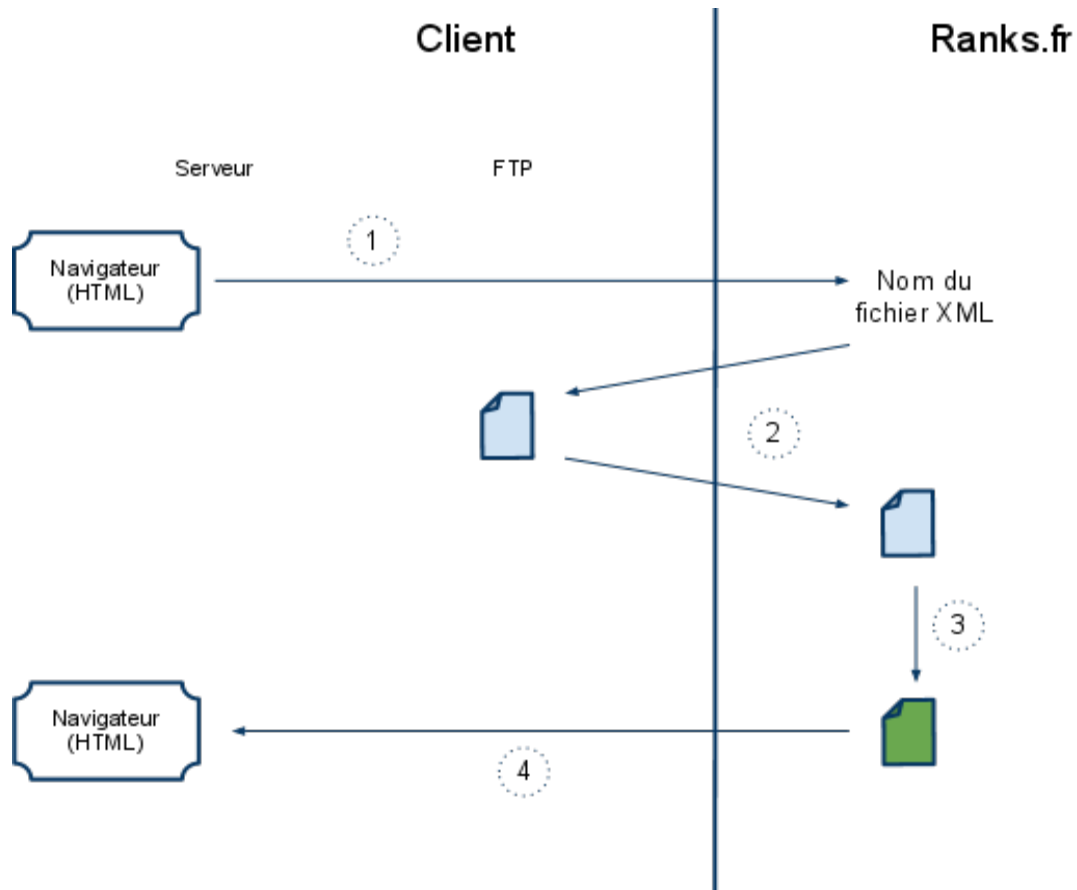 Client
Ranks.fr
Serveur
FTP
1
Navigateur
(HTML)
Nom du
fichier XML
2
3
Navigateur
(HTML)
4